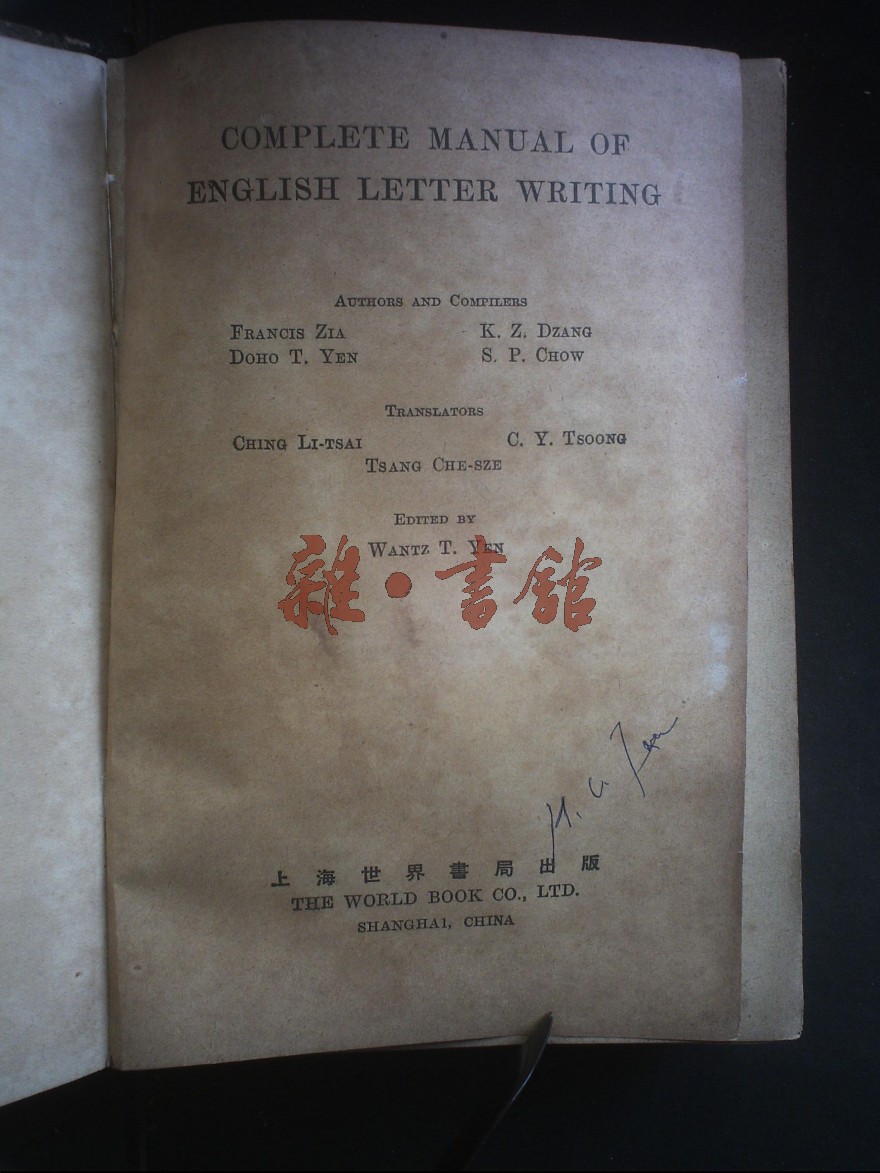 COMPLETE MANUAL OF
ENGLISH LETTER WRITING
AUTHORS AND COMPILERS
FRANCIS ZIA K. Z. DZANG
DOHO T. YEN S. P. CHOW
TRANSLATORS
CHING LI-TSAI C. Y. TSOONG
TSANG CHE-SZE
EDITED BY
WANTZ T. YEN
雜·書館
上海世界書局出版
THE WORLD BOOK CO., LTD.
SHANGHAI, CHINA